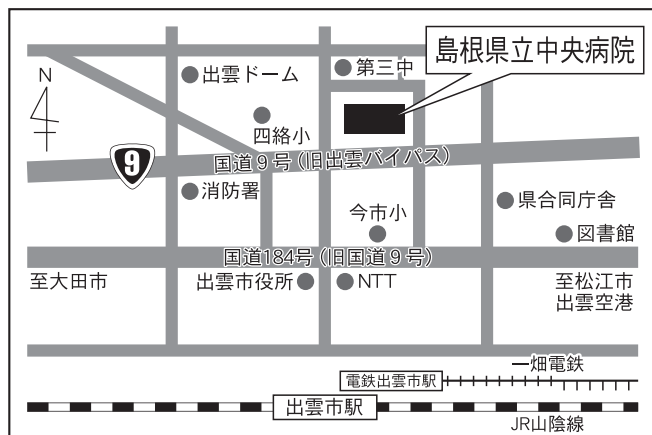 島根県立中央病院
N
出雲ドーム
第三中
四絡小
国道9号(旧出雲バイパス)
9
消防署
今市小
県合同庁舎
図書館
国道184号(旧国道9号)
至大田市
出雲市役所
NTT
至松江市
出雲空港
一畑電鉄
電鉄出雲市駅
出雲市駅
JR山陰線